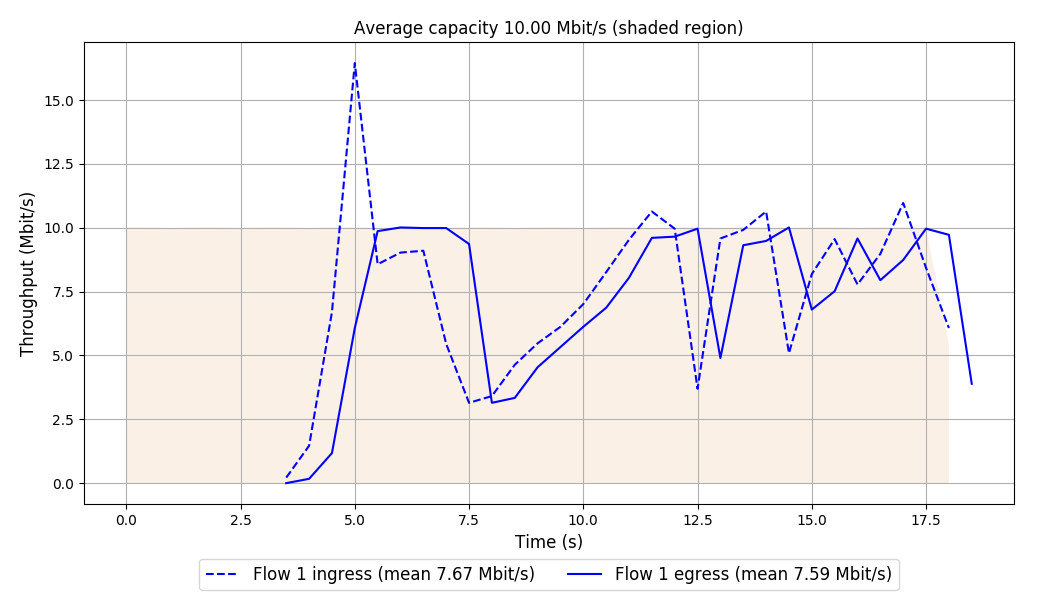 Average capacity 10.00 Mbit/s (shaded region)
Throughput (Mbit/s)
15.0
12.5
10.0
7.5
5.0
2.5
0.0
0.0 2.5 5.0 7.5 10.0 12.5 15.0 17.5
Time (s)
Flow 1 ingress (mean 7.67 Mbit/s) Flow 1 egress (mean 7.59 Mbit/s)